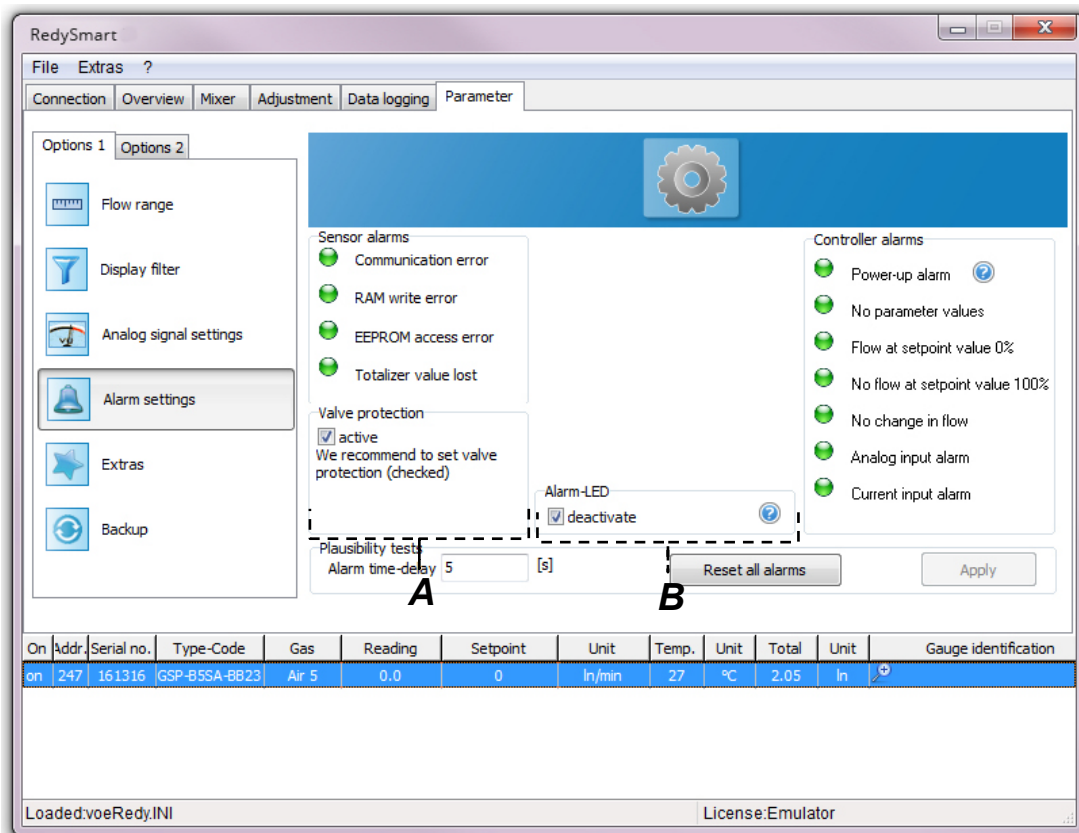 RedySmart
File Extras ?
Connection Overview Mixer Adjustment Data logging Parameter
Options 1 Options 2
Flow range
Display filter
Analog signal settings
Alarm settings
Extras
Backup
Sensor alarms
Communication error
RAM write error
EEPROM access error
Totalizer value lost
Valve protection
active
We recommend to set valve
protection (checked)
Alarm-LED
deactivate
Controller alarms
Power-up alarm
No parameter values
Flow at setpoint value 0%
No flow at setpoint value 100%
No change in flow
Analog input alarm
Current input alarm
Plausibility tests
Alarm time-delay 5 [s]
Reset all alarms
Apply
A
B
On Addr. Serial no. Type-Code Gas Reading Setpoint Unit Temp. Unit Total Unit Gauge identification
on 247 161316 GSP-B5SA-BB23 Air 5 0.0 0 ln/min 27 °C 2.05 ln
Loaded:voeRedy.INI License:Emulator